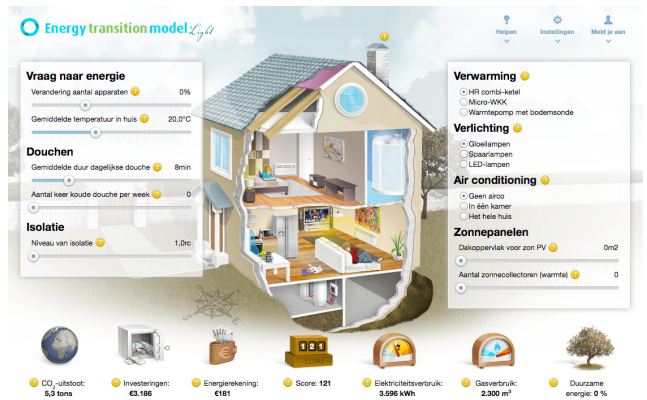 Energy transition model Light
Helpen
Instellingen
Meld je aan
Vraag naar energie
Verandering aantal apparaten 0%
Gemiddelde temperatuur in huis 20,0°C
Douchen
Gemiddelde duur dagelijkse douche 8min
Aantal keer koude douche per week 0
Isolatie
Niveau van isolatie 1,0rc
Verwarming
HR combi-ketel
Micro-WKK
Warmtepomp met bodemsonde
Verlichting
Gloeilampen
Spaarlampen
LED-lampen
Air conditioning
Geen airco
In één kamer
Het hele huis
Zonnepanelen
Dakoppervlak voor zon PV 0m2
Aantal zonnecollectoren (warmte) 0
121
SCORE
CO₂-uitstoot:
5,3 tons
Investeringen:
€3.186
Energierekening:
€181
Score: 121
Elektriciteitsverbruik:
3.596 kWh
Gasverbruik:
2.300 m³
Duurzame
energie: 0 %